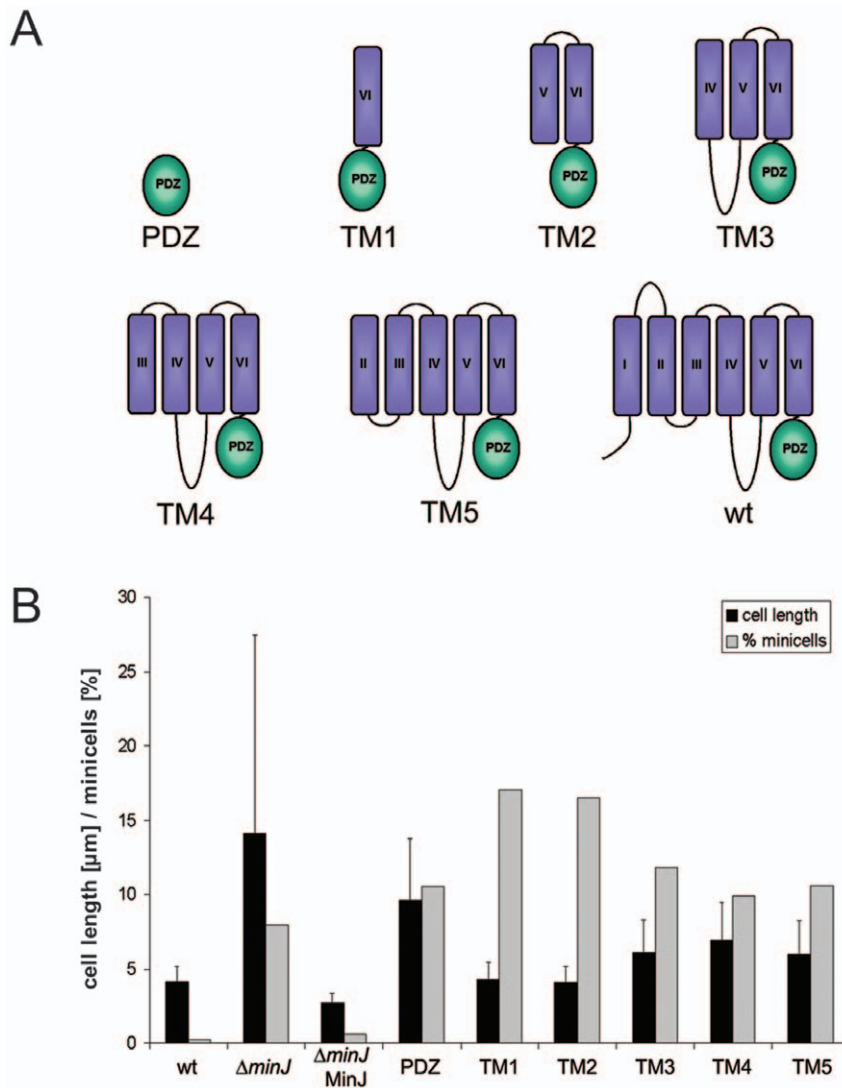 A
PDZ
PDZ
VI
PDZ
TM1
V VI
PDZ
TM2
IV V VI
PDZ
TM3
III IV V VI
PDZ
TM4
II III IV V VI
PDZ
TM5
I II III IV V VI
PDZ
wt
B
cell length [µm] / minicells [%]
30
25
20
15
10
5
0
cell length
% minicells
wt ΔminJ ΔminJ PDZ TM1 TM2 TM3 TM4 TM5
MinJ